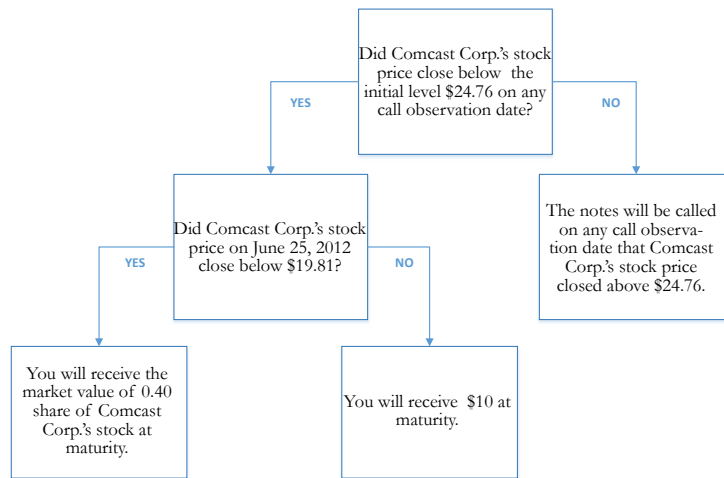 Did Comcast Corp.'s stock
price close below the
initial level $24.76 on any
call observation date?
YES
NO
Did Comcast Corp.'s stock
price on June 25, 2012
close below $19.81?
The notes will be called
on any call observa-
tion date that Comcast
Corp.'s stock price
closed above $24.76.
YES
NO
You will receive the
market value of 0.40
share of Comcast
Corp.'s stock at
maturity.
You will receive $10 at
maturity.